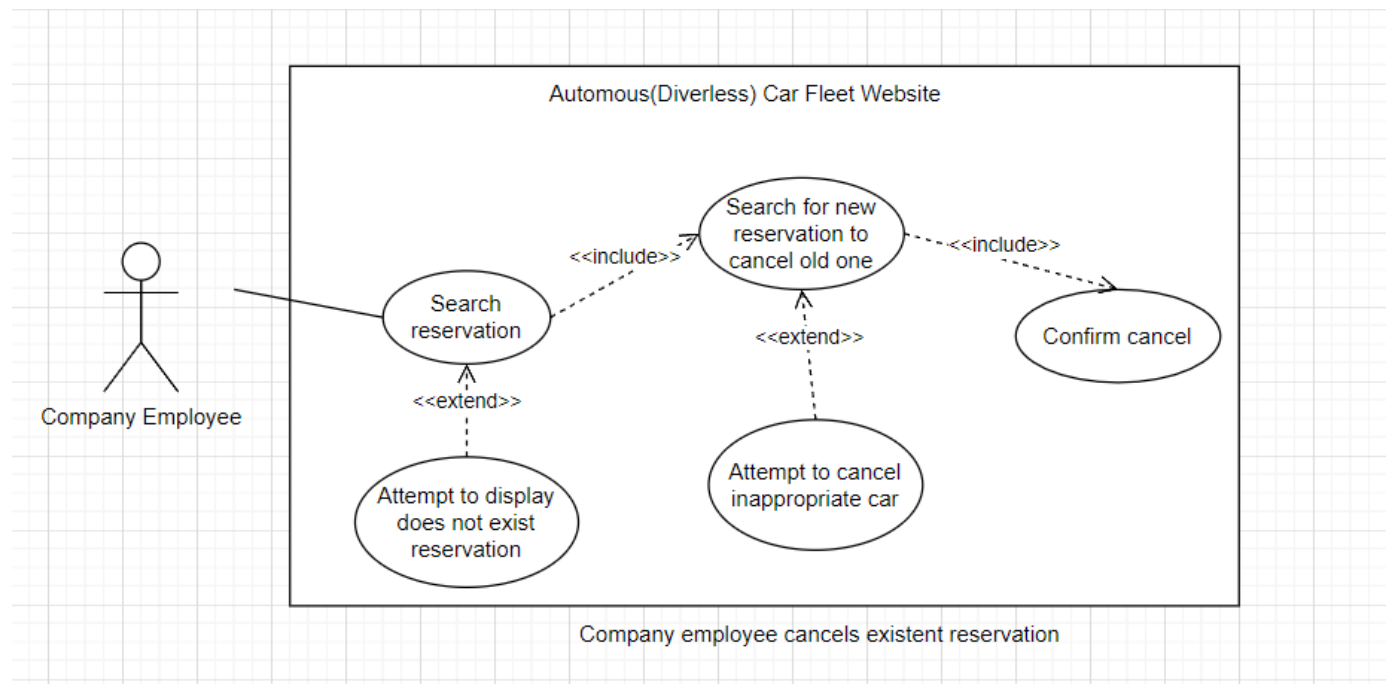 Automous(Diverless) Car Fleet Website
Search for new
reservation to
cancel old one
<<include>>
<<include>>
Search
reservation
Confirm cancel
<<extend>>
<<extend>>
Company Employee
Attempt to display
does not exist
reservation
Attempt to cancel
inappropriate car
Company employee cancels existent reservation